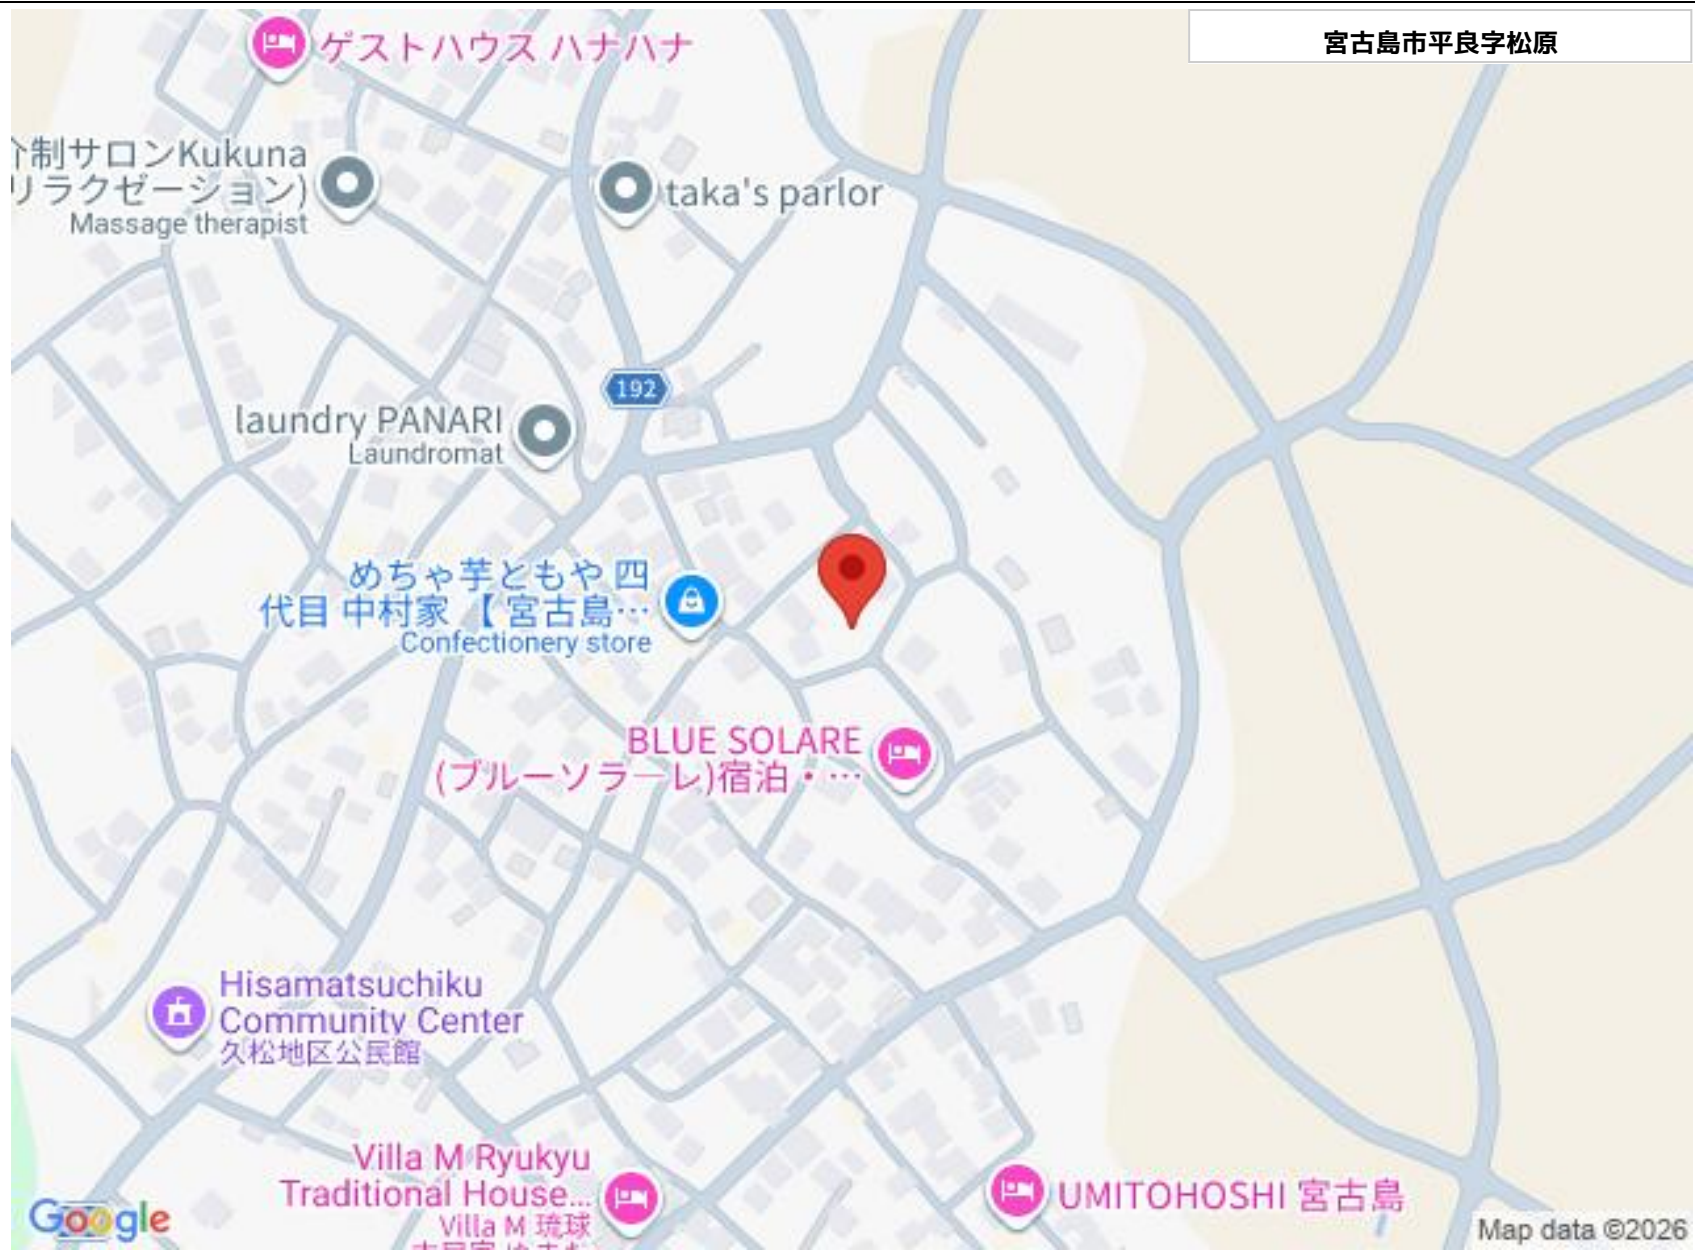 宮古島市平良字松原
ゲストハウス ハナハナ
制サロンKukuna
リラクゼーション)
Massage therapist
taka's parlor
192
laundry PANARI
Laundromat
めちゃ芋ともや 四
代目 中村家 【 宮古島…
Confectionery store
BLUE SOLARE
(ブルーソラーレ)宿泊・…
Hisamatsuchiku
Community Center
久松地区公民館
Villa M Ryukyu
Traditional House...
Villa M 琉球
UMITOHOSHI 宮古島
Google
Map data ©2026